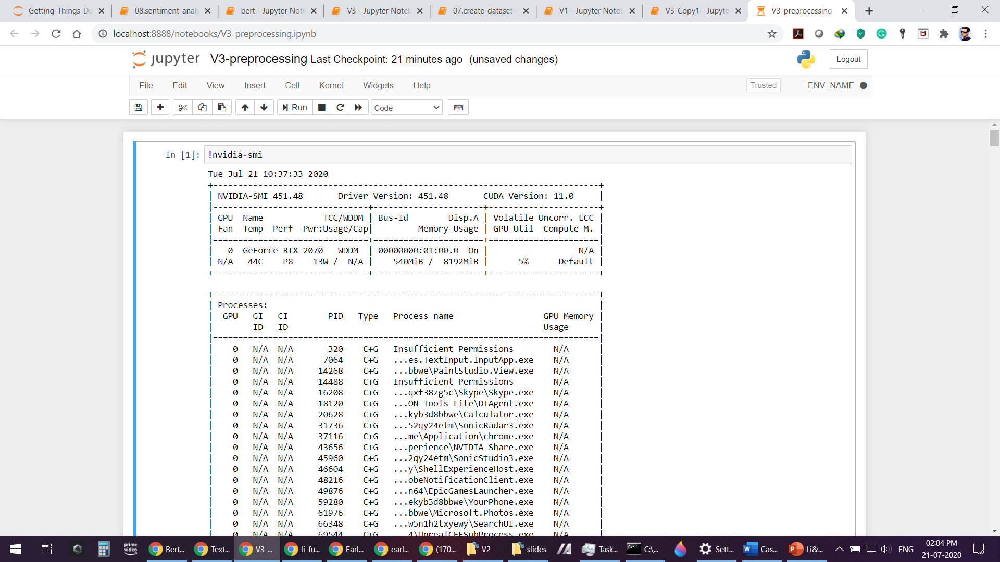 Getting-Things-Do
08.sentiment-anal
bert - Jupyter Note
V3 - Jupyter Noteb
07.create-dataset-
V1 - Jupyter Noteb
V3-Copy1 - Jupyte
V3-preprocessing
localhost:8888/notebooks/V3-preprocessing.ipynb
jupyter V3-preprocessing Last Checkpoint: 21 minutes ago (unsaved changes)
Logout
File Edit View Insert Cell Kernel Widgets Help
Trusted
ENV_NAME
Run
Code
In [1]: !nvidia-smi
Tue Jul 21 10:37:33 2020
+-----------------------------------------------------------------------------+
| NVIDIA-SMI 451.48       Driver Version: 451.48       CUDA Version: 11.0     |
|-------------------------------+----------------------+----------------------+
| GPU  Name            TCC/WDDM | Bus-Id        Disp.A | Volatile Uncorr. ECC |
| Fan  Temp  Perf  Pwr:Usage/Cap|         Memory-Usage | GPU-Util  Compute M. |
|===============================+======================+======================|
|   0  GeForce RTX 2070   WDDM  | 00000000:01:00.0  On |                  N/A |
| N/A   44C    P8    13W /  N/A |    540MiB /  8192MiB |      5%      Default |
+-------------------------------+----------------------+----------------------+
+-----------------------------------------------------------------------------+
| Processes:                                                                  |
|  GPU   GI   CI        PID   Type   Process name                  GPU Memory |
|        ID   ID                                                   Usage      |
|=============================================================================|
|    0   N/A  N/A       320    C+G   Insufficient Permissions        N/A      |
|    0   N/A  N/A      7064    C+G   ...es.TextInput.InputApp.exe    N/A      |
|    0   N/A  N/A     14268    C+G   ...bbwe\PaintStudio.View.exe    N/A      |
|    0   N/A  N/A     14488    C+G   Insufficient Permissions        N/A      |
|    0   N/A  N/A     16208    C+G   ...qxf38zg5c\Skype\Skype.exe    N/A      |
|    0   N/A  N/A     18120    C+G   ...ON Tools Lite\DTAgent.exe    N/A      |
|    0   N/A  N/A     20628    C+G   ...kyb3d8bbwe\Calculator.exe    N/A      |
|    0   N/A  N/A     31736    C+G   ...52qy24etm\SonicRadar3.exe    N/A      |
|    0   N/A  N/A     37116    C+G   ...me\Application\chrome.exe    N/A      |
|    0   N/A  N/A     43656    C+G   ...perience\NVIDIA Share.exe    N/A      |
|    0   N/A  N/A     45960    C+G   ...2qy24etm\SonicStudio3.exe    N/A      |
|    0   N/A  N/A     46604    C+G   ...y\ShellExperienceHost.exe    N/A      |
|    0   N/A  N/A     48216    C+G   ...obeNotificationClient.exe    N/A      |
|    0   N/A  N/A     49876    C+G   ...n64\EpicGamesLauncher.exe    N/A      |
|    0   N/A  N/A     59280    C+G   ...ekyb3d8bbwe\YourPhone.exe    N/A      |
|    0   N/A  N/A     61976    C+G   ...bbwe\Microsoft.Photos.exe    N/A      |
|    0   N/A  N/A     66348    C+G   ...w5n1h2txyewy\SearchUI.exe    N/A      |
|    0   N/A  N/A     69544    C+G   ...4\UnrealCEFSubProcess.exe    N/A      |
prime video
Bert...
Text...
V3-...
li-fu...
Earl...
earl...
(170...
V2
slides
Task...
C:\...
Sett...
Cas...
Li&...
ENG
02:04 PM
21-07-2020